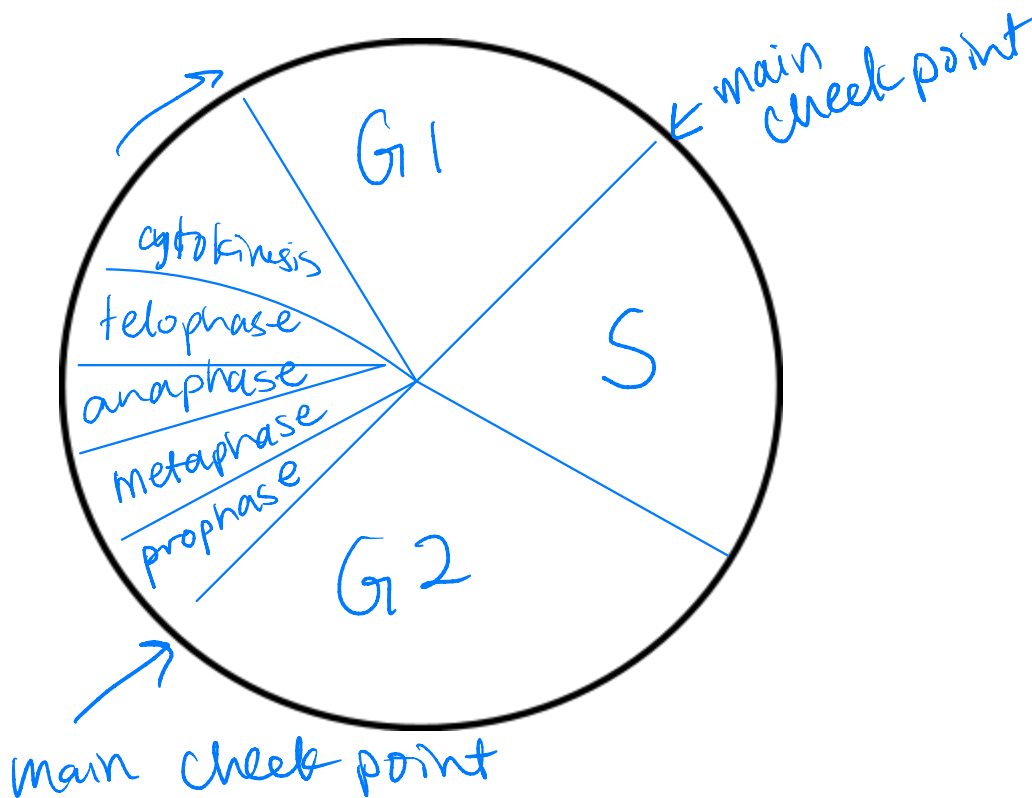 main
check point
G1
cytokinesis
telophase
S
anaphase
metaphase
prophase
G2
main check point